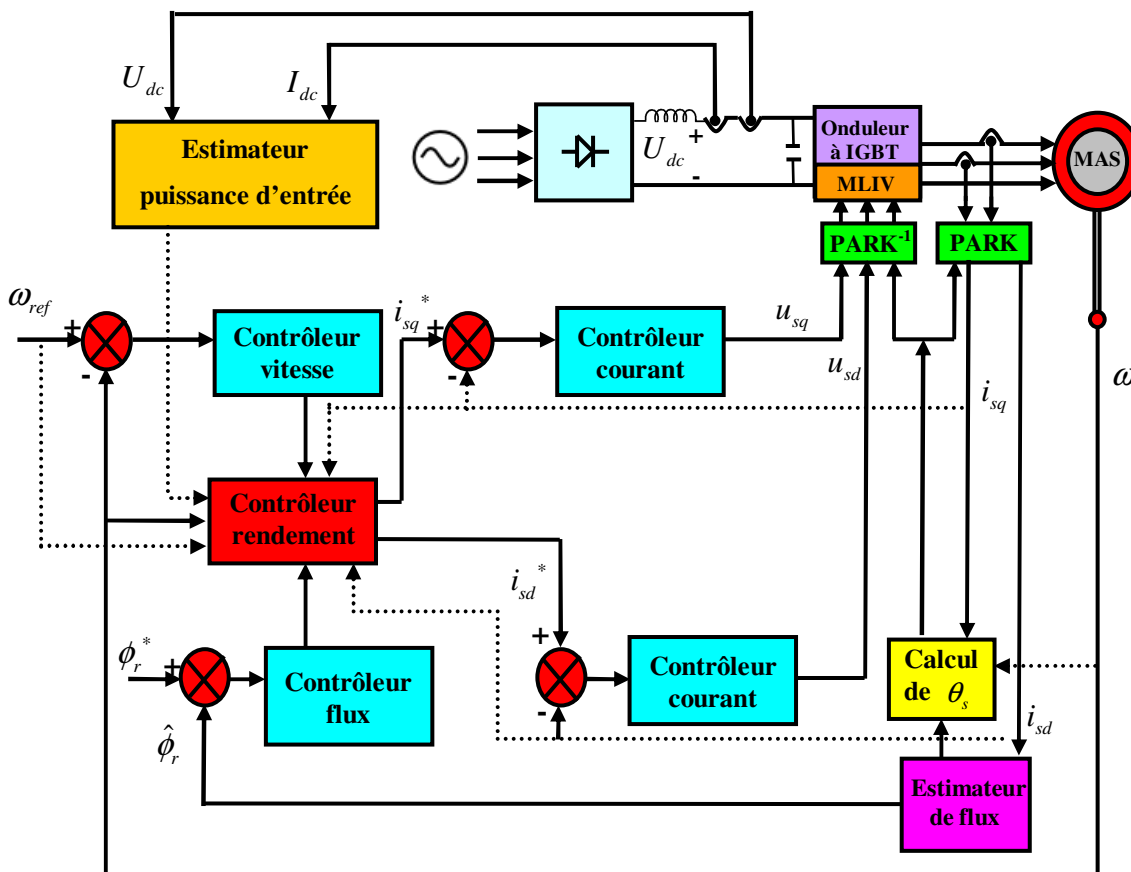 U_dc
I_dc
Estimateur
puissance d'entrée
U_dc
+
-
Onduleur
à IGBT
MLIV
MAS
PARK⁻¹
PARK
ω_ref
+
-
Contrôleur
vitesse
i_sq*
+
-
Contrôleur
courant
u_sq
u_sd
i_sq
ω
Contrôleur
rendement
i_sd*
+
-
ϕ_r*
+
-
Contrôleur
flux
ϕ̂_r
Contrôleur
courant
Calcul
de θ_s
i_sd
Estimateur
de flux